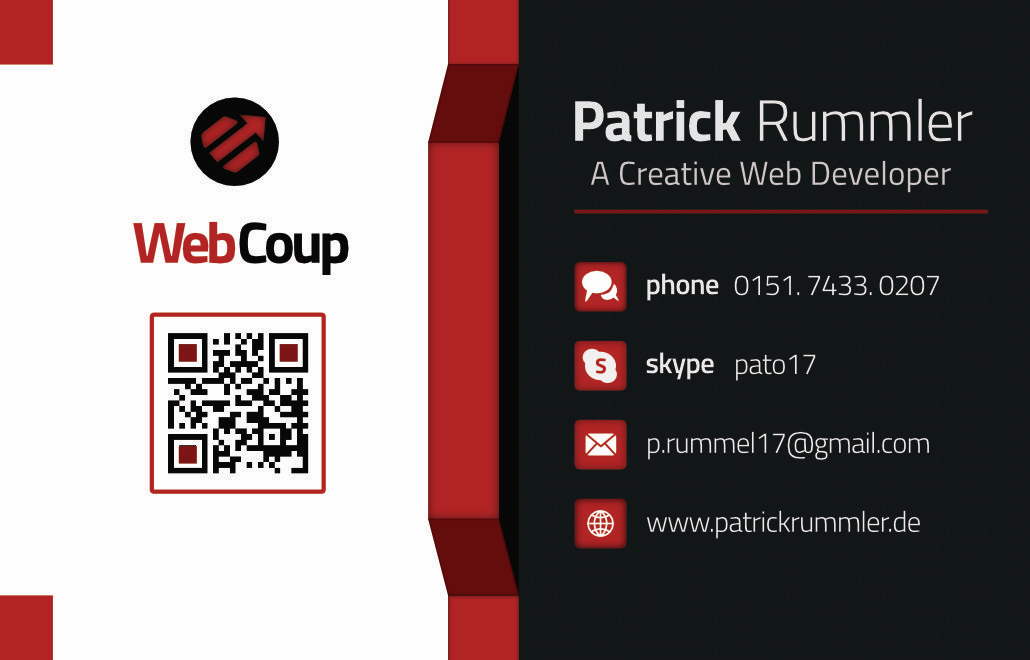 WebCoup
Patrick Rummler
A Creative Web Developer
phone 0151. 7433. 0207
skype pato17
p.rummel17@gmail.com
www.patrickrummler.de